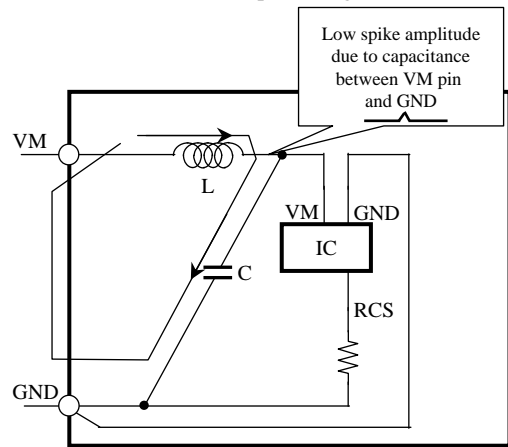 Low spike amplitude
due to capacitance
between VM pin
and GND
VM
L
VM
GND
IC
C
RCS
GND